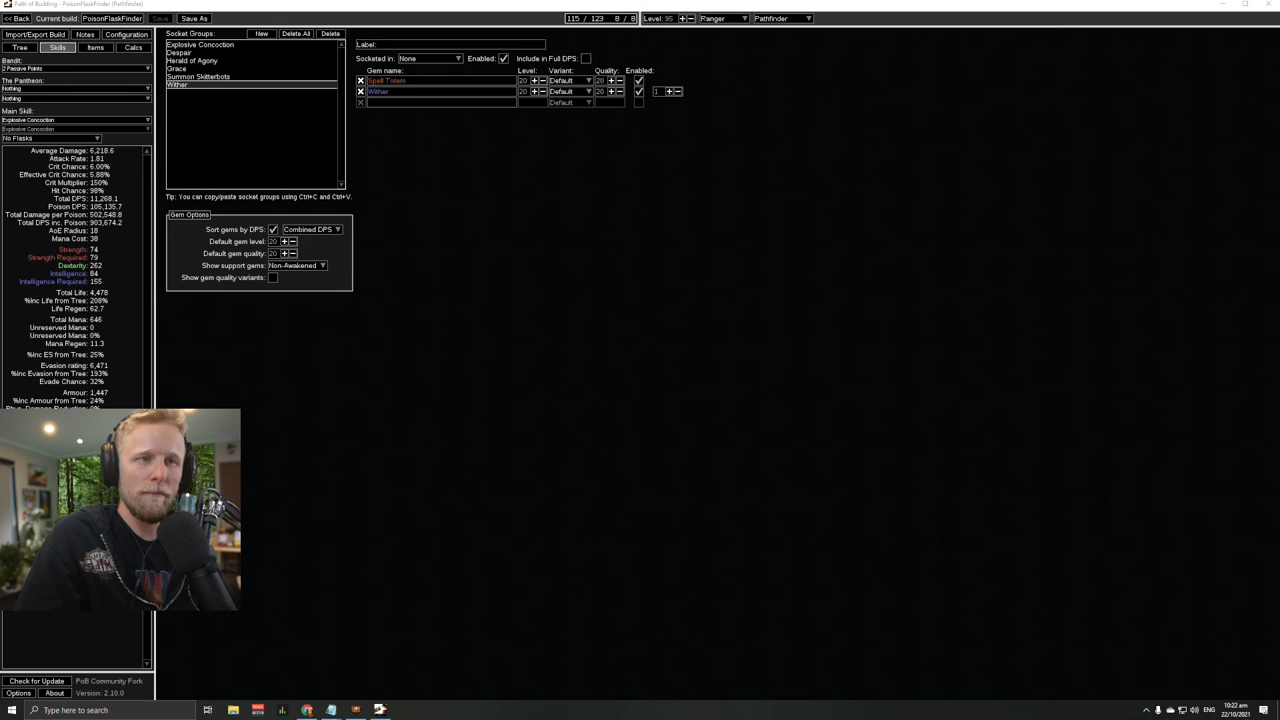 Path of Building - PoisonFlaskFinder (Pathfinder)
<< Back Current build: PoisonFlaskFinder Save Save As 115 / 123 8 / 8 Level: 95 Ranger Pathfinder
Import/Export Build Notes Configuration
Tree Skills Items Calcs
Bandit:
2 Passive Points
The Pantheon:
Nothing
Nothing
Main Skill:
Explosive Concoction
Explosive Concoction
No Flasks
Average Damage: 6,218.6
Attack Rate: 1.81
Crit Chance: 6.00%
Effective Crit Chance: 5.88%
Crit Multiplier: 150%
Hit Chance: 98%
Total DPS: 11,268.1
Poison DPS: 105,135.7
Total Damage per Poison: 502,548.8
Total DPS inc. Poison: 903,674.2
AoE Radius: 18
Mana Cost: 38
Strength: 74
Strength Required: 79
Dexterity: 262
Intelligence: 84
Intelligence Required: 155
Total Life: 4,478
%Inc Life from Tree: 208%
Life Regen: 62.7
Total Mana: 646
Unreserved Mana: 0
Unreserved Mana: 0%
Mana Regen: 11.3
%Inc ES from Tree: 25%
Evasion rating: 6,471
%Inc Evasion from Tree: 193%
Evade Chance: 32%
Armour: 1,447
%Inc Armour from Tree: 24%
Check for Update PoB Community Fork
Options About Version: 2.10.0
Socket Groups: New Delete All Delete
Explosive Concoction
Despair
Herald of Agony
Grace
Summon Skitterbots
Wither
Tip: You can copy/paste socket groups using Ctrl+C and Ctrl+V.
Gem Options
Sort gems by DPS: Combined DPS
Default gem level: 20
Default gem quality: 20
Show support gems: Non-Awakened
Show gem quality variants:
Label:
Socketed in: None Enabled: Include in Full DPS:
Gem name: Level: Variant: Quality: Enabled:
Spell Totem 20 Default 20
Wither 20 Default 20 1
Default
Type here to search
ENG
10:22 am
22/10/2021